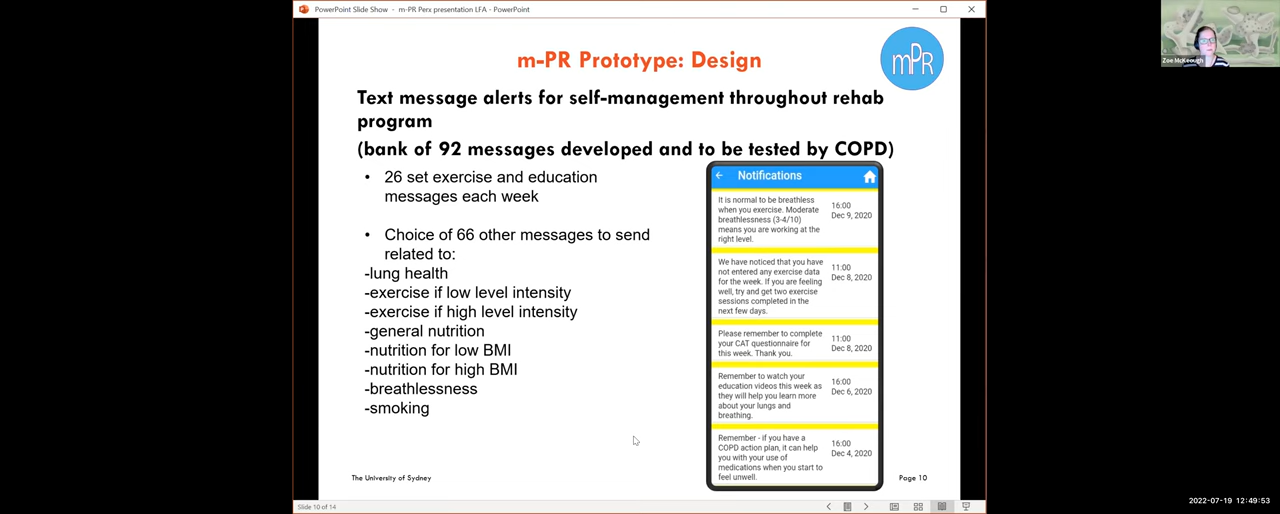 PowerPoint Slide Show - m-PR Perx presentation LFA - PowerPoint
Zoe McKeough
m-PR Prototype: Design
mPR
Text message alerts for self-management throughout rehab
program
(bank of 92 messages developed and to be tested by COPD)
• 26 set exercise and education
messages each week
• Choice of 66 other messages to send
related to:
-lung health
-exercise if low level intensity
-exercise if high level intensity
-general nutrition
-nutrition for low BMI
-nutrition for high BMI
-breathlessness
-smoking
Notifications
It is normal to be breathless
when you exercise. Moderate
breathlessness (3-4/10)
means you are working at the
right level.
16:00
Dec 9, 2020
We have noticed that you have
not entered any exercise data
for the week. If you are feeling
well, try and get two exercise
sessions completed in the
next few days.
11:00
Dec 8, 2020
Please remember to complete
your CAT questionnaire for
this week. Thank you.
11:00
Dec 8, 2020
Remember to watch your
education videos this week as
they will help you learn more
about your lungs and
breathing.
16:00
Dec 6, 2020
Remember - if you have a
COPD action plan, it can help
you with your use of
medications when you start to
feel unwell.
16:00
Dec 4, 2020
The University of Sydney
Page 10
Slide 10 of 14
2022-07-19 12:49:53